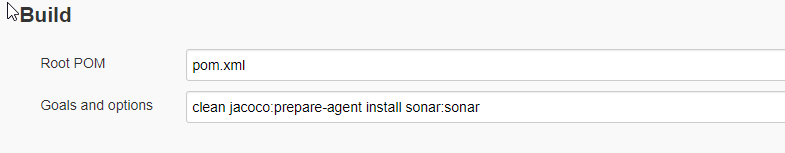 Build
Root POM pom.xml
Goals and options clean jacoco:prepare-agent install sonar:sonar